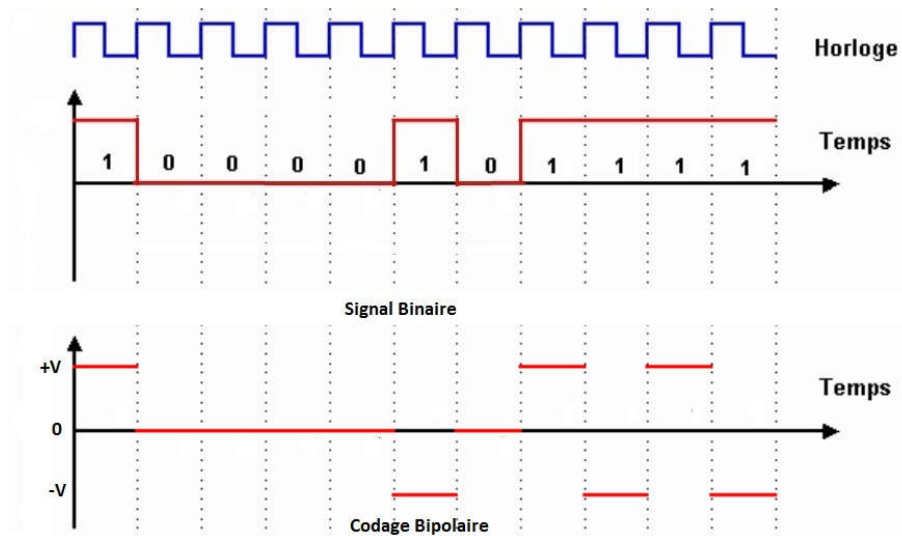 Horloge
Temps
1 0 0 0 0 1 0 1 1 1 1
Signal Binaire
+V
Temps
0
-V
Codage Bipolaire